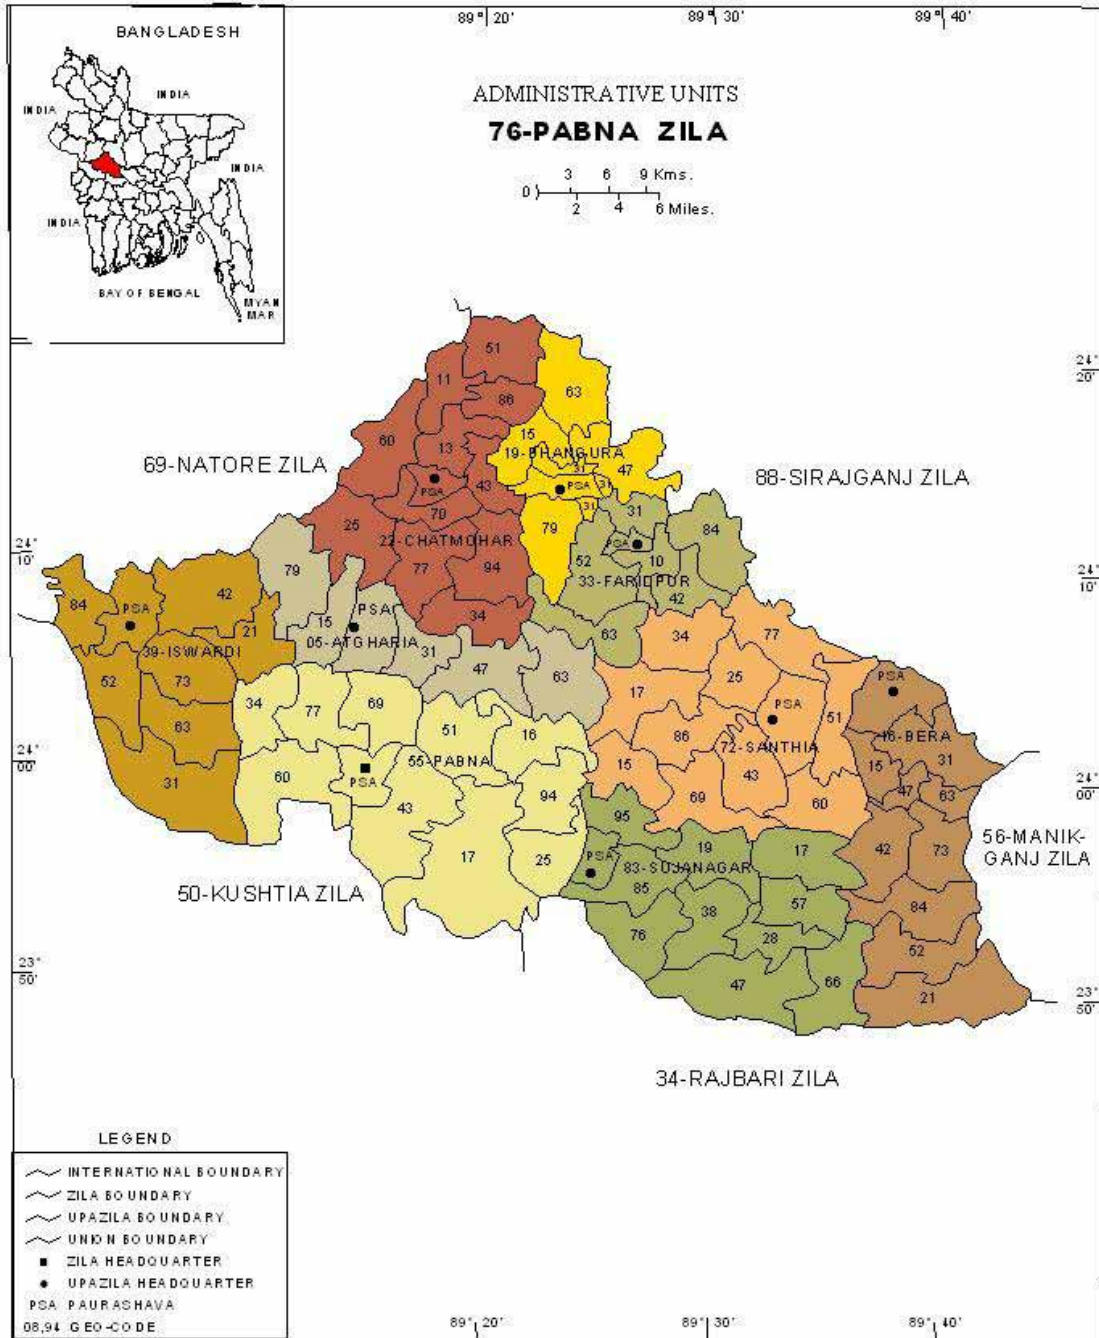 89° 20'
89° 30'
89° 40'
BANGLADESH
INDIA
INDIA
INDIA
INDIA
BAY OF BENGAL
MYAN
MAR
ADMINISTRATIVE UNITS
76-PABNA ZILA
3 6 9 Kms.
0
2 4 6 Miles.
24°
20'
51
11
63
86
60
15
69-NATORE ZILA
13
19-BHANGURA
31
47
88-SIRAJGANJ ZILA
PSA
43
PSA
31
31
70
31
84
25
22-CHATMOHAR
79
PSA
24°
10'
52
10
24°
10'
79
77
94
33-FARIDPUR
42
84
PSA
42
PSA
34
15
21
05-ATGHARIA
31
63
34
77
39-ISWARDI
47
63
25
PSA
52
73
34
77
69
17
51
63
51
16
86
72-SANTHIA
PSA
16-BERA
24°
00'
31
60
PSA
55-PABNA
15
43
15
31
24°
00'
43
94
69
60
47
63
95
17
25
PSA
19
17
42
73
56-MANIK-
GANJ ZILA
83-SUJANAGAR
50-KUSHTIA ZILA
85
38
57
84
76
28
52
23°
50'
47
66
21
23°
50'
34-RAJBARI ZILA
LEGEND
INTERNATIONAL BOUNDARY
ZILA BOUNDARY
UPAZILA BOUNDARY
UNION BOUNDARY
ZILA HEADQUARTER
UPAZILA HEADQUARTER
PSA PAURASHAVA
08,94 GEO-CODE
89° 20'
89° 30'
89° 40'